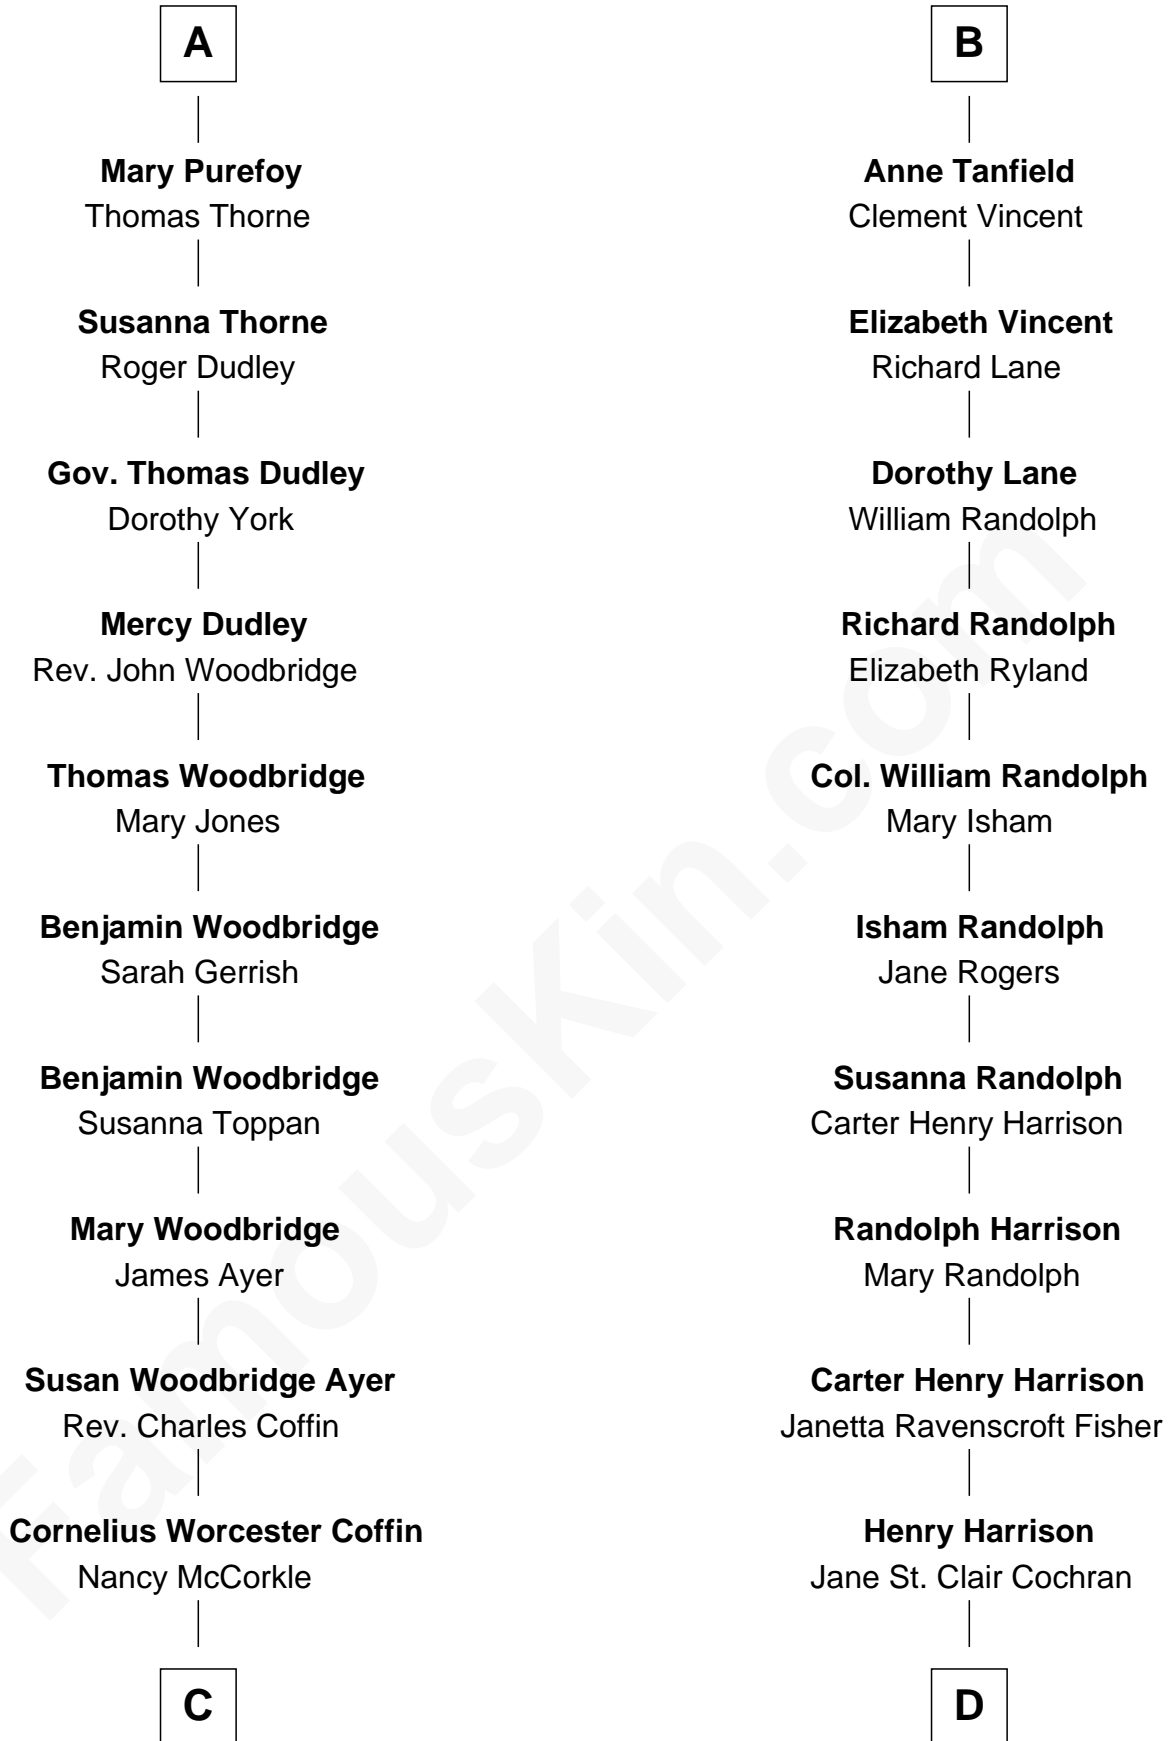 A
Mary Purefoy
Thomas Thorne
Susanna Thorne
Roger Dudley
Gov. Thomas Dudley
Dorothy York
Mercy Dudley
Rev. John Woodbridge
Thomas Woodbridge
Mary Jones
Benjamin Woodbridge
Sarah Gerrish
Benjamin Woodbridge
Susanna Toppan
Mary Woodbridge
James Ayer
Susan Woodbridge Ayer
Rev. Charles Coffin
Cornelius Worcester Coffin
Nancy McCorkle
C
B
Anne Tanfield
Clement Vincent
Elizabeth Vincent
Richard Lane
Dorothy Lane
William Randolph
Richard Randolph
Elizabeth Ryland
Col. William Randolph
Mary Isham
Isham Randolph
Jane Rogers
Susanna Randolph
Carter Henry Harrison
Randolph Harrison
Mary Randolph
Carter Henry Harrison
Janetta Ravenscroft Fisher
Henry Harrison
Jane St. Clair Cochran
D
FamousKin.com